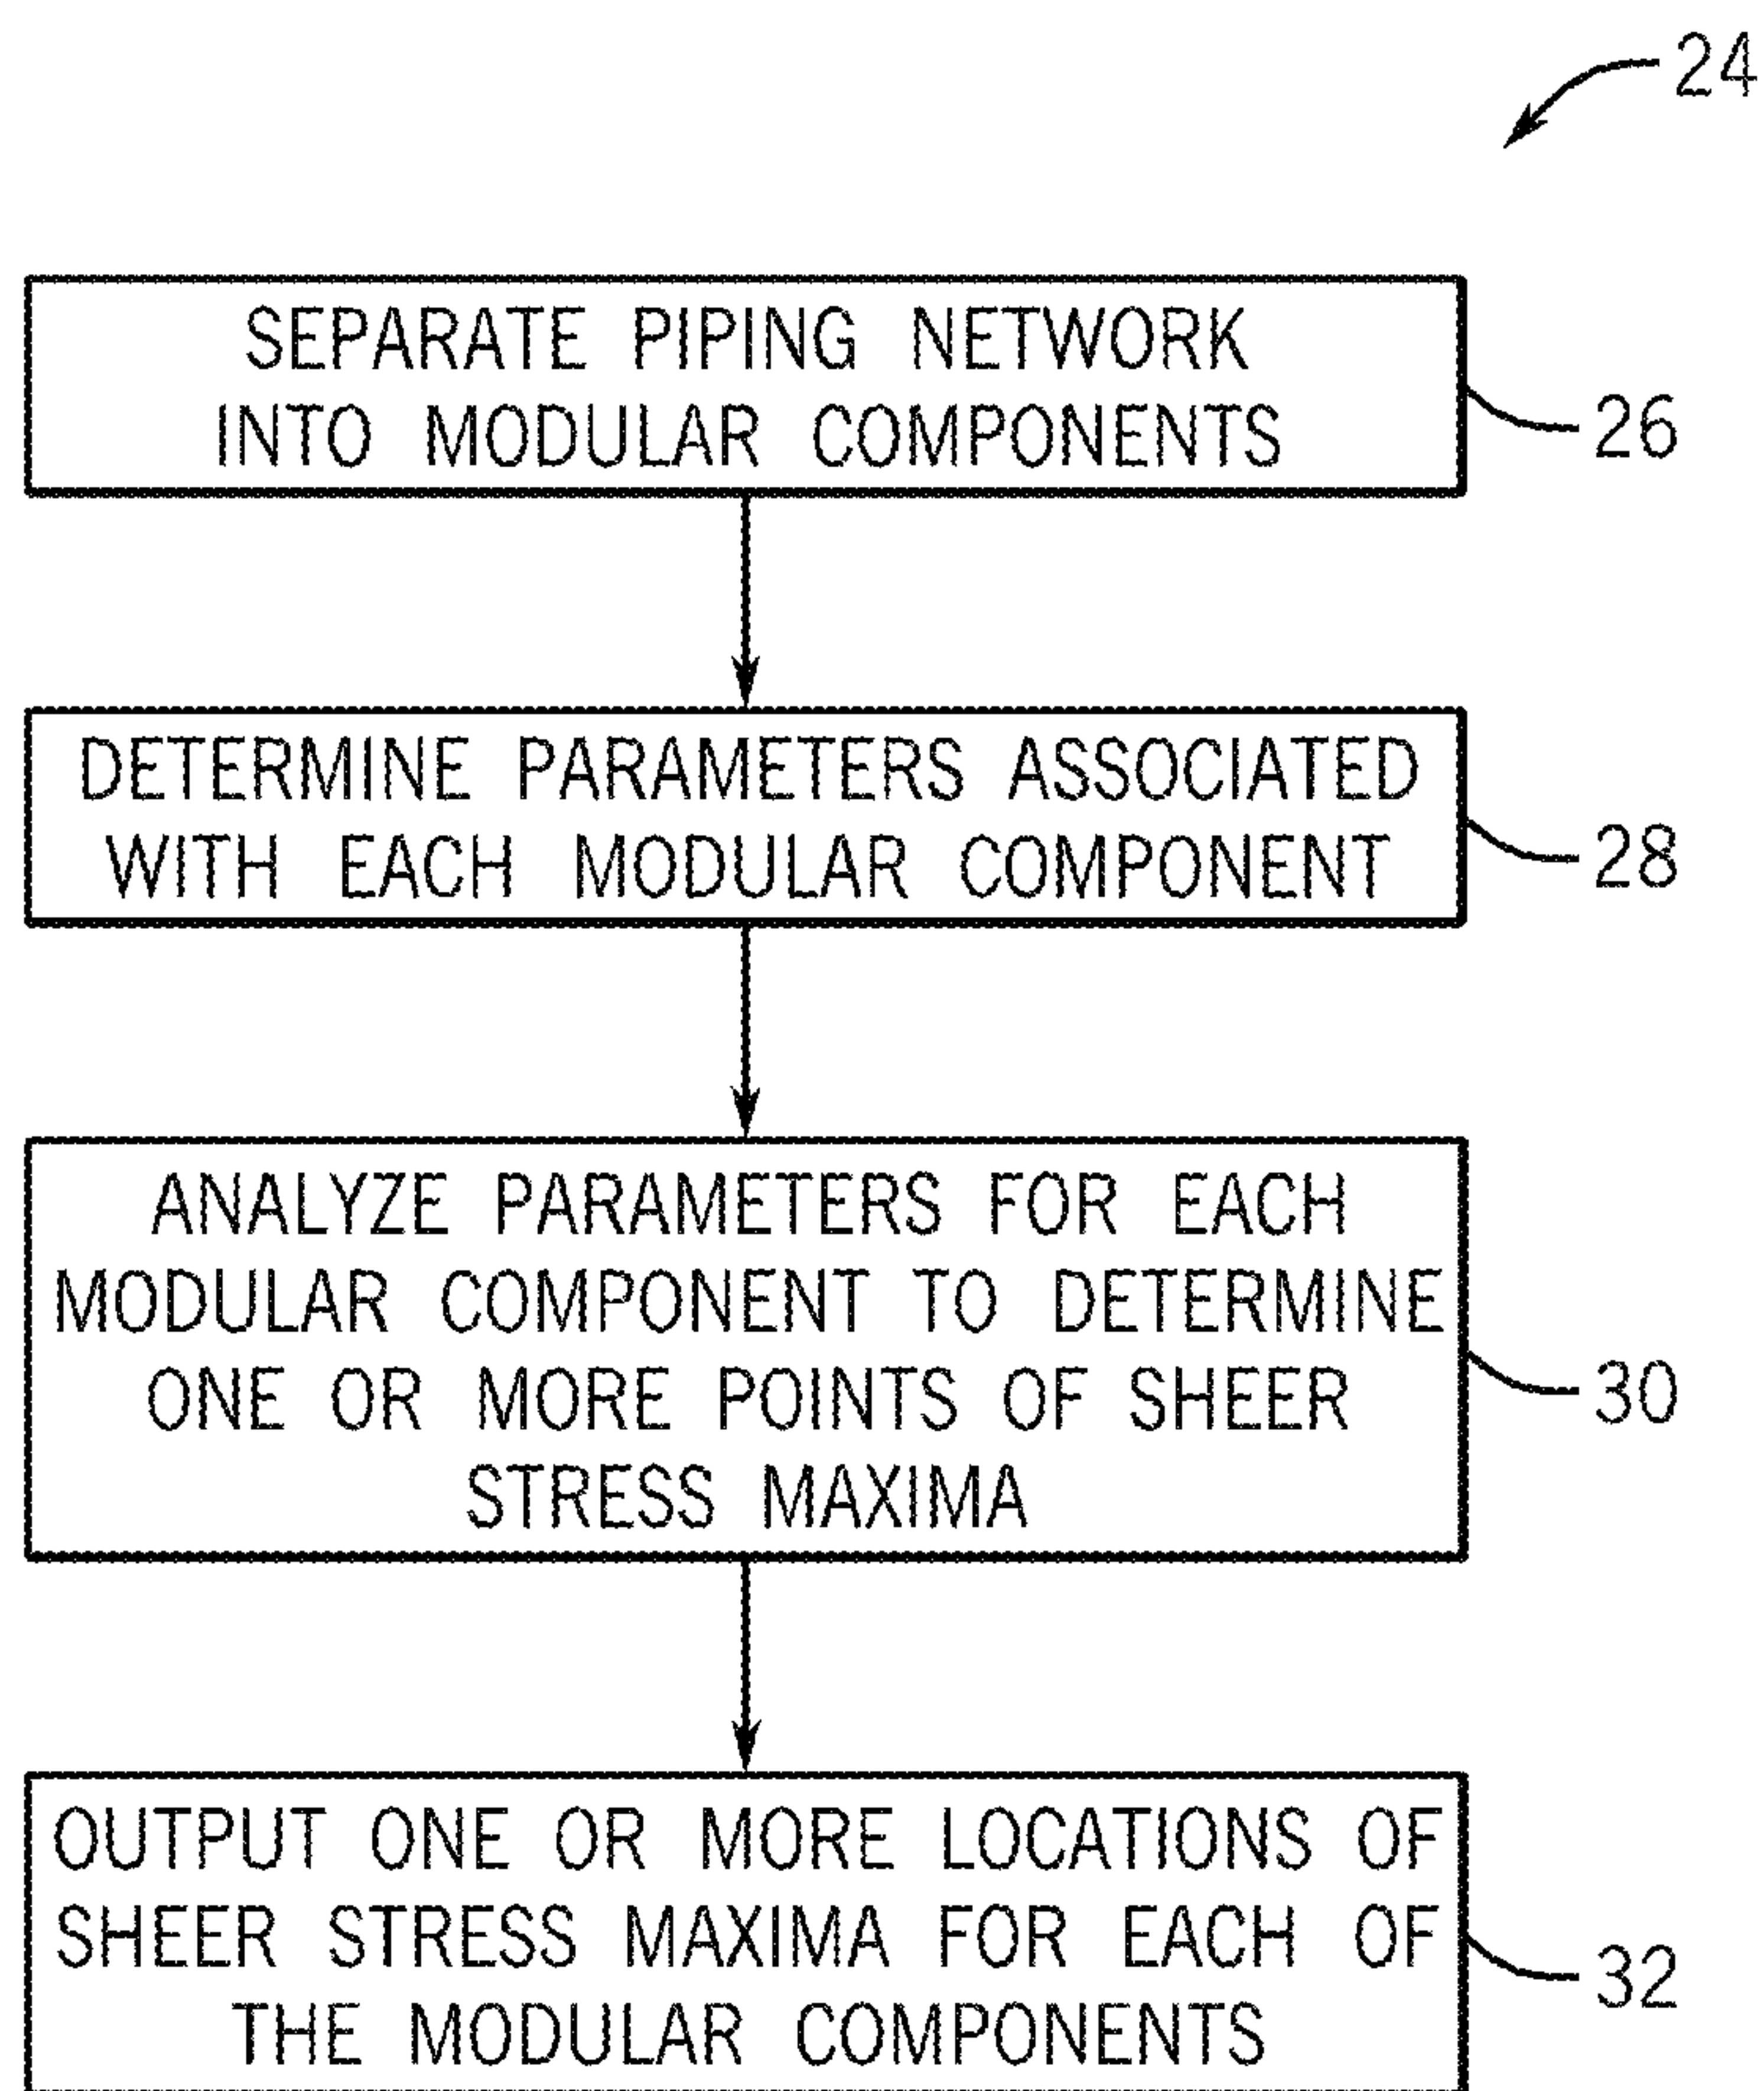 24
SEPARATE PIPING NETWORK
INTO MODULAR COMPONENTS
26
DETERMINE PARAMETERS ASSOCIATED
WITH EACH MODULAR COMPONENT
28
ANALYZE PARAMETERS FOR EACH
MODULAR COMPONENT TO DETERMINE
ONE OR MORE POINTS OF SHEER
STRESS MAXIMA
30
OUTPUT ONE OR MORE LOCATIONS OF
SHEER STRESS MAXIMA FOR EACH OF
THE MODULAR COMPONENTS
32